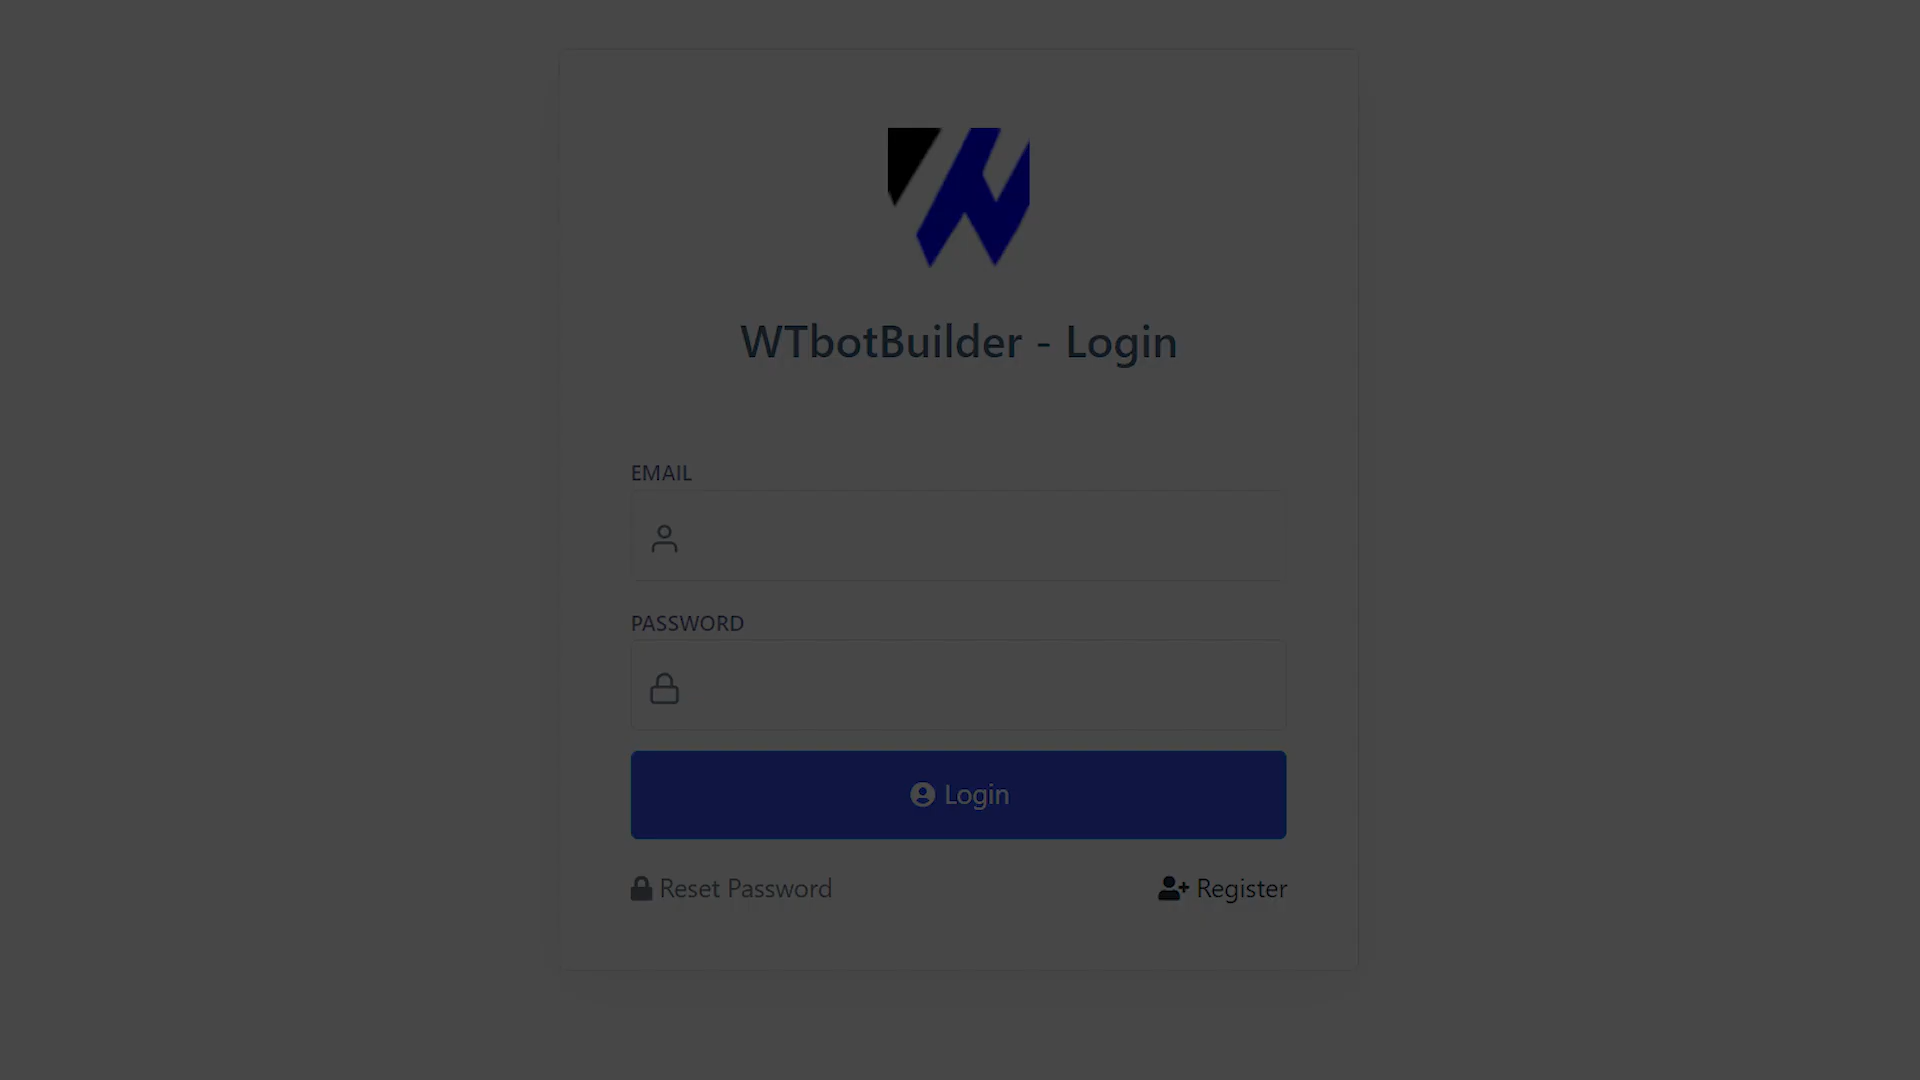 WTbotBuilder - Login
EMAIL
PASSWORD
Login
Reset Password
Register